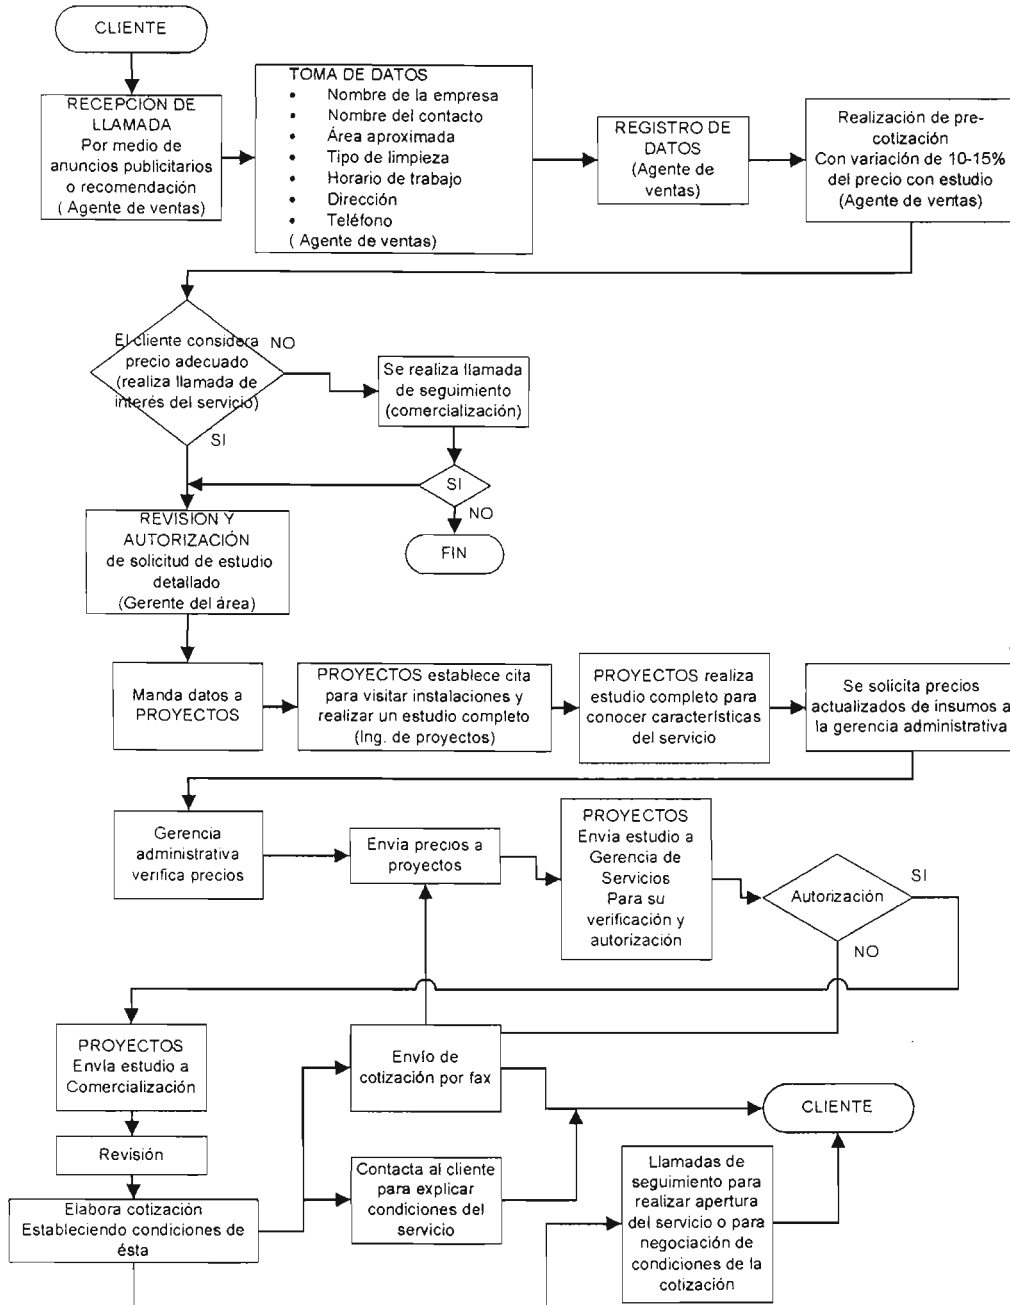 CLIENTE
RECEPCIÓN DE
LLAMADA
Por medio de
anuncios publicitarios
o recomendación
( Agente de ventas)
TOMA DE DATOS
• Nombre de la empresa
• Nombre del contacto
• Área aproximada
• Tipo de limpieza
• Horario de trabajo
• Dirección
• Teléfono
( Agente de ventas)
REGISTRO DE
DATOS
(Agente de
ventas)
Realización de pre-
cotización
Con variación de 10-15%
del precio con estudio
(Agente de ventas)
El cliente considera
precio adecuado
(realiza llamada de
interés del servicio)
NO
SI
Se realiza llamada
de seguimiento
(comercialización)
SI
NO
FIN
REVISION Y
AUTORIZACIÓN
de solicitud de estudio
detallado
(Gerente del área)
Manda datos a
PROYECTOS
PROYECTOS establece cita
para visitar instalaciones y
realizar un estudio completo
(Ing. de proyectos)
PROYECTOS realiza
estudio completo para
conocer características
del servicio
Se solicita precios
actualizados de insumos a
la gerencia administrativa
Gerencia
administrativa
verifica precios
Envia precios a
proyectos
PROYECTOS
Envia estudio a
Gerencia de
Servicios
Para su
verificación y
autorización
Autorización
SI
NO
PROYECTOS
Envía estudio a
Comercialización
Revisión
Elabora cotización
Estableciendo condiciones de
ésta
Envío de
cotización por fax
Contacta al cliente
para explicar
condiciones del
servicio
CLIENTE
Llamadas de
seguimiento para
realizar apertura
del servicio o para
negociación de
condiciones de la
cotización